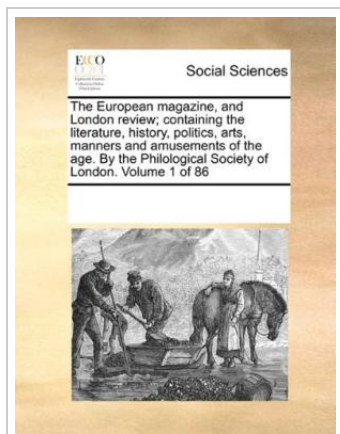 ECCO
Social Sciences
The European magazine, and
London review; containing the
literature, history, politics, arts,
manners and amusements of the
age. By the Philological Society of
London. Volume 1 of 86